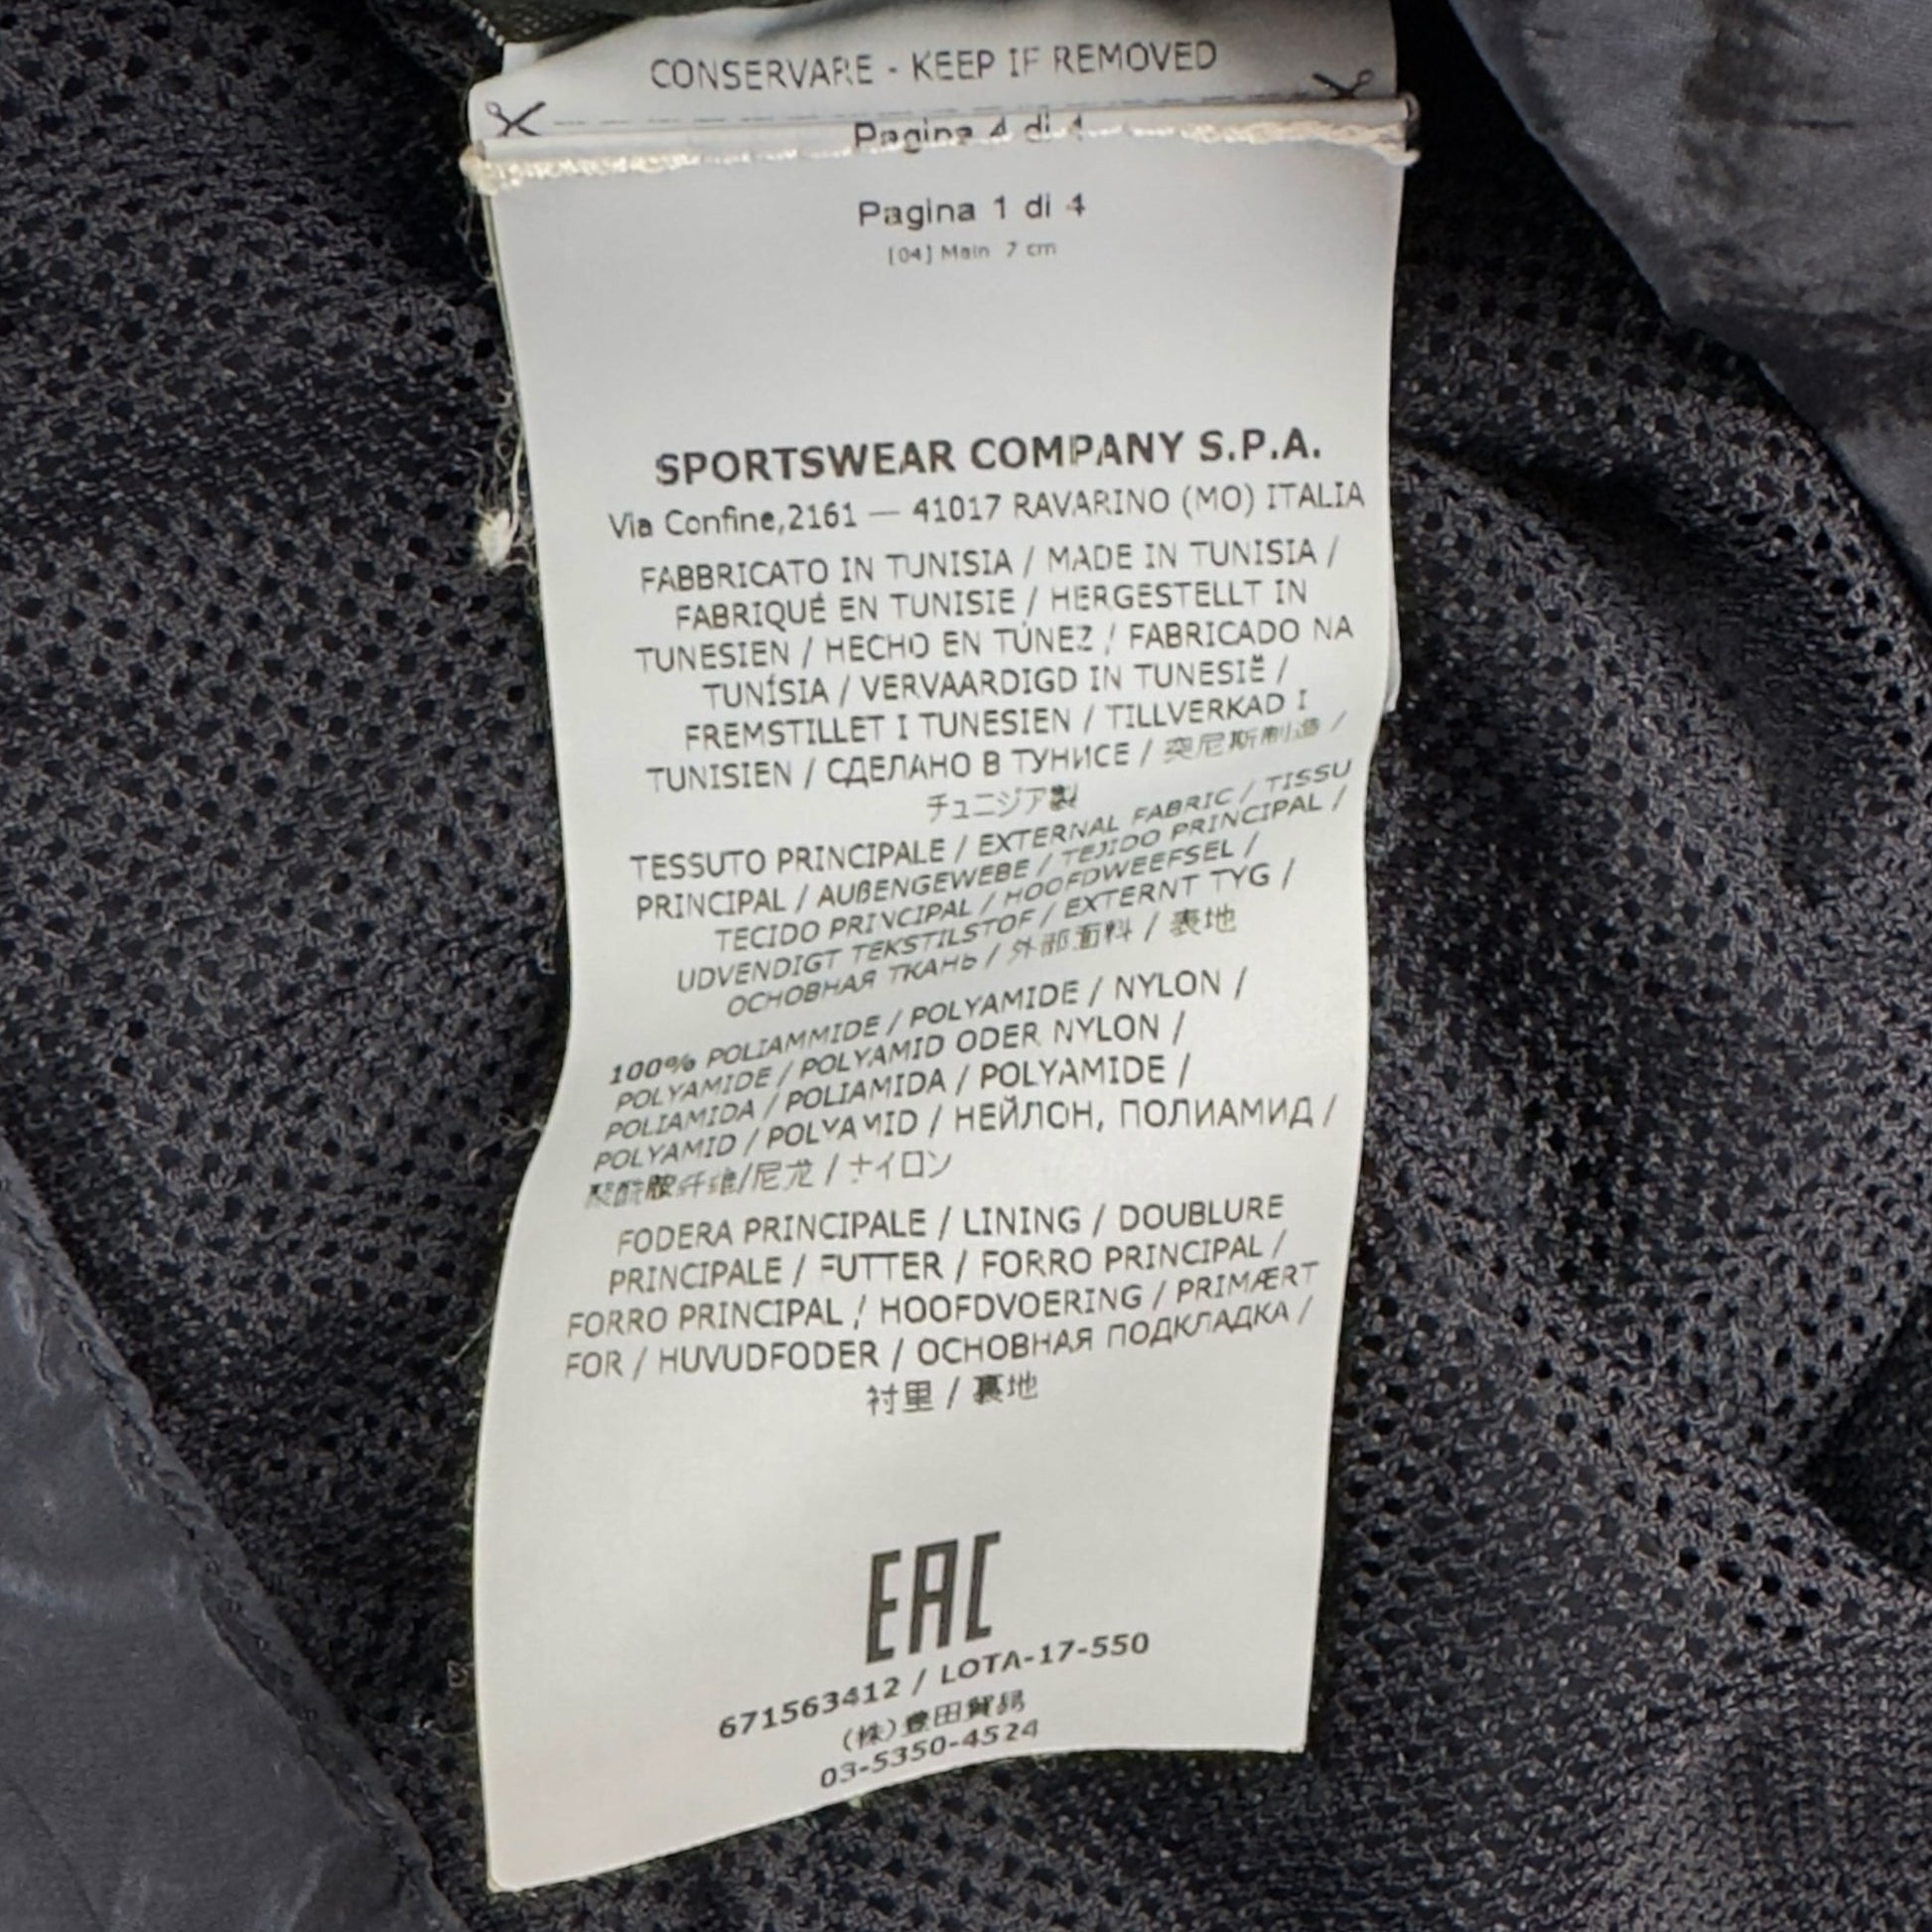 CONSERVARE - KEEP IF REMOVED
Pagina 4 di 4
Pagina 1 di 4
[04] Main 7 cm
SPORTSWEAR COMPANY S.P.A.
Via Confine,2161 — 41017 RAVARINO (MO) ITALIA
FABBRICATO IN TUNISIA / MADE IN TUNISIA /
FABRIQUÉ EN TUNISIE / HERGESTELLT IN
TUNESIEN / HECHO EN TÚNEZ / FABRICADO NA
TUNÍSIA / VERVAARDIGD IN TUNESIË /
FREMSTILLET I TUNESIEN / TILLVERKAD I
TUNISIEN / СДЕЛАНО В ТУНИСЕ / 突尼斯制造 /
チュニジア製
TESSUTO PRINCIPALE / EXTERNAL FABRIC / TISSU
PRINCIPAL / AUßENGEWEBE / TEJIDO PRINCIPAL /
TECIDO PRINCIPAL / HOOFDWEEFSEL /
UDVENDIGT TEKSTILSTOF / EXTERNT TYG /
ОСНОВНАЯ ТКАНЬ / 外部面料 / 表地
100% POLIAMMIDE / POLYAMIDE / NYLON /
POLYAMIDE / POLYAMID ODER NYLON /
POLIAMIDA / POLIAMIDA / POLYAMIDE /
POLYAMID / POLYAMID / НЕЙЛОН, ПОЛИАМИД /
聚酰胺纤维/尼龙 / ナイロン
FODERA PRINCIPALE / LINING / DOUBLURE
PRINCIPALE / FUTTER / FORRO PRINCIPAL /
FORRO PRINCIPAL / HOOFDVOERING / PRIMÆRT
FOR / HUVUDFODER / ОСНОВНАЯ ПОДКЛАДКА /
衬里 / 裏地
EAC
671563412 / LOTA-17-550
(株)豊田貿易
03-5350-4524